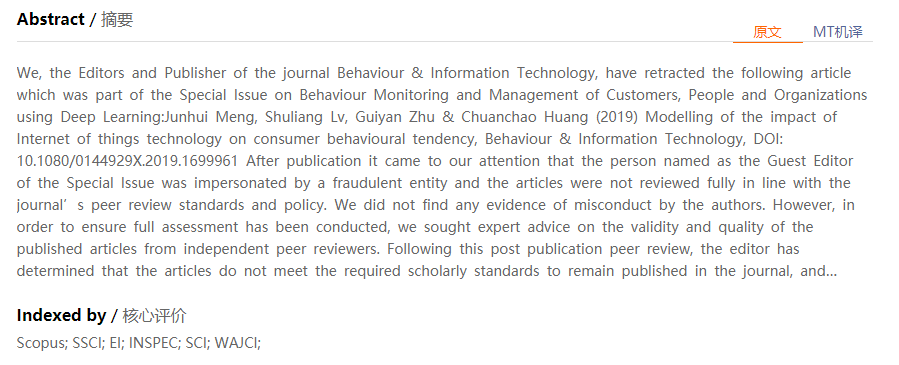 Abstract / 摘要
原文 MT机译
We, the Editors and Publisher of the journal Behaviour & Information Technology, have retracted the following article
which was part of the Special Issue on Behaviour Monitoring and Management of Customers, People and Organizations
using Deep Learning:Junhui Meng, Shuliang Lv, Guiyan Zhu & Chuanchao Huang (2019) Modelling of the impact of
Internet of things technology on consumer behavioural tendency, Behaviour & Information Technology, DOI:
10.1080/0144929X.2019.1699961 After publication it came to our attention that the person named as the Guest Editor
of the Special Issue was impersonated by a fraudulent entity and the articles were not reviewed fully in line with the
journal’s peer review standards and policy. We did not find any evidence of misconduct by the authors. However, in
order to ensure full assessment has been conducted, we sought expert advice on the validity and quality of the
published articles from independent peer reviewers. Following this post publication peer review, the editor has
determined that the articles do not meet the required scholarly standards to remain published in the journal, and...
Indexed by / 核心评价
Scopus; SSCI; EI; INSPEC; SCI; WAJCI;